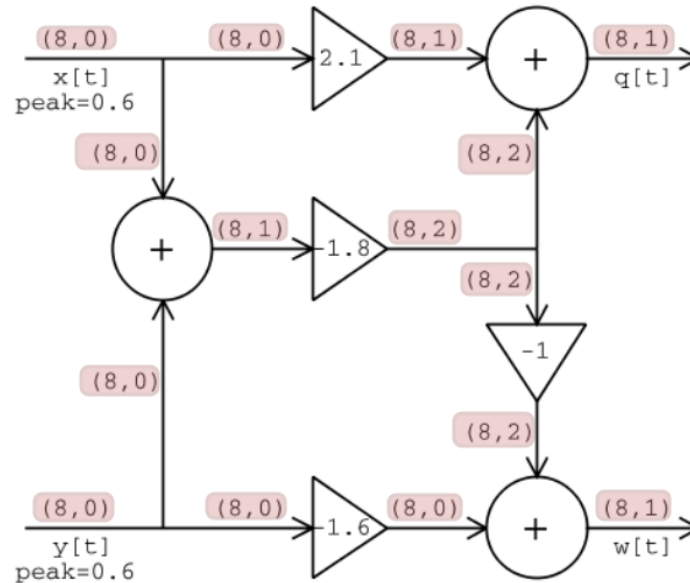 (8,0) (8,0) (8,1) (8,1)
2.1 + 
x[t] q[t]
peak=0.6
(8,0) (8,2)
(8,1) (8,2)
+ -1.8
(8,2)
-1
(8,0)
(8,2)
(8,0) (8,0) (8,0) (8,1)
-1.6 +
y[t] w[t]
peak=0.6